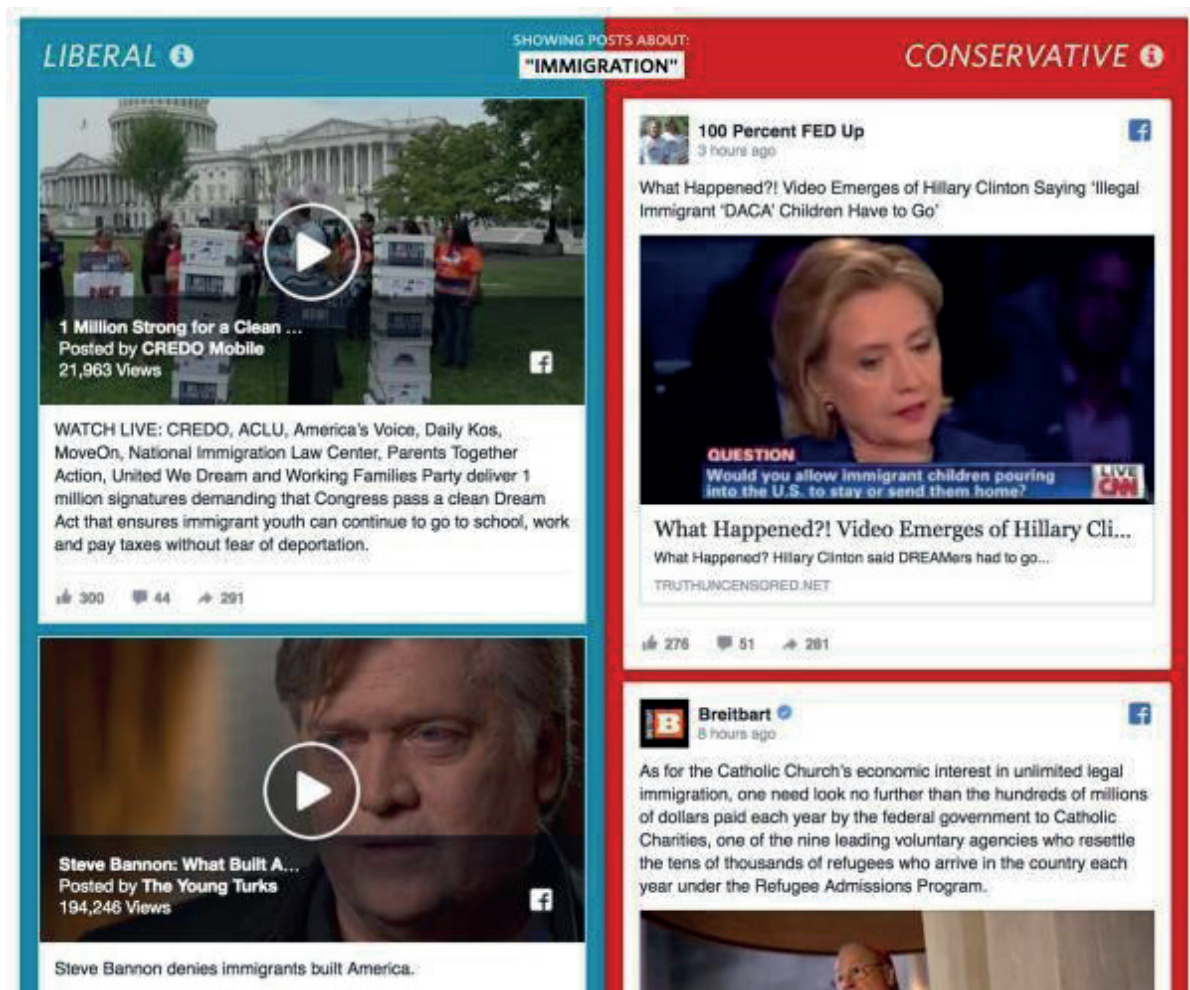 LIBERAL
SHOWING POSTS ABOUT:
"IMMIGRATION"
CONSERVATIVE
1 Million Strong for a Clean ...
Posted by CREDO Mobile
21,963 Views
WATCH LIVE: CREDO, ACLU, America's Voice, Daily Kos,
MoveOn, National Immigration Law Center, Parents Together
Action, United We Dream and Working Families Party deliver 1
million signatures demanding that Congress pass a clean Dream
Act that ensures immigrant youth can continue to go to school, work
and pay taxes without fear of deportation.
300 44 291
Steve Bannon: What Built A...
Posted by The Young Turks
194,246 Views
Steve Bannon denies immigrants built America.
100 Percent FED Up
3 hours ago
What Happened?! Video Emerges of Hillary Clinton Saying 'Illegal
Immigrant 'DACA' Children Have to Go'
QUESTION
Would you allow immigrant children pouring
into the U.S. to stay or send them home?
LIVE
CNN
What Happened?! Video Emerges of Hillary Cli...
What Happened? Hillary Clinton said DREAMers had to go...
TRUTHUNCENSORED.NET
276 51 261
Breitbart
8 hours ago
As for the Catholic Church's economic interest in unlimited legal
immigration, one need look no further than the hundreds of millions
of dollars paid each year by the federal government to Catholic
Charities, one of the nine leading voluntary agencies who resettle
the tens of thousands of refugees who arrive in the country each
year under the Refugee Admissions Program.